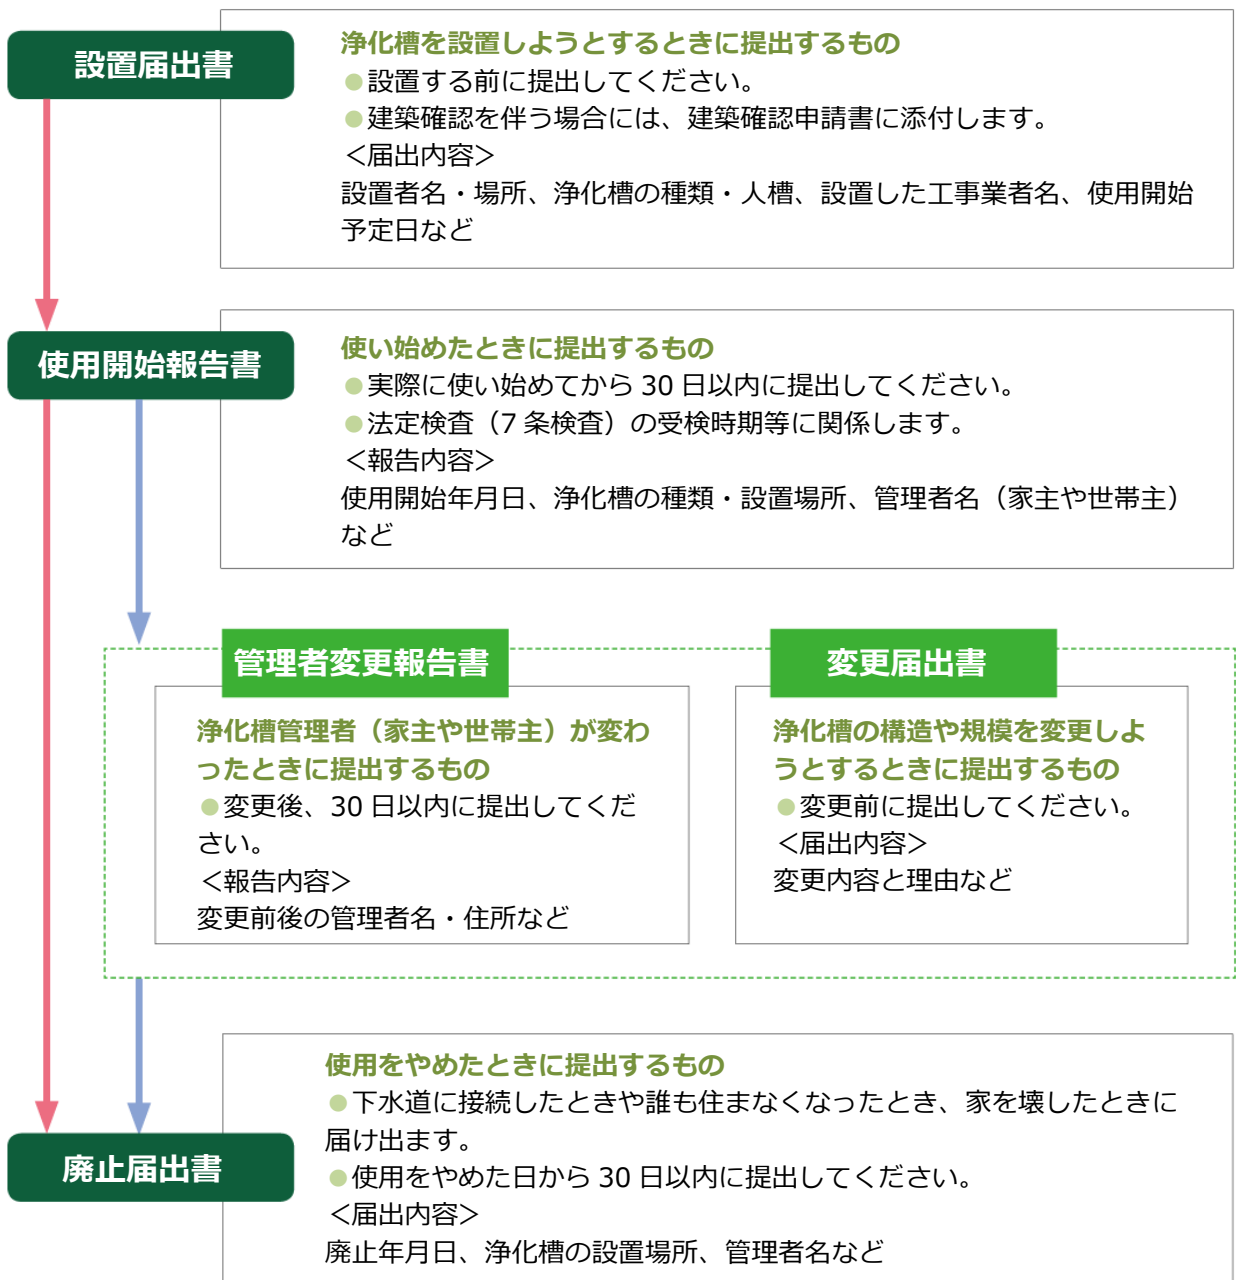 設置届出書
浄化槽を設置しようとするときに提出するもの
●設置する前に提出してください。
●建築確認を伴う場合には、建築確認申請書に添付します。
＜届出内容＞
設置者名・場所、浄化槽の種類・人槽、設置した工事業者名、使用開始
予定日など
使用開始報告書
使い始めたときに提出するもの
●実際に使い始めてから 30 日以内に提出してください。
●法定検査（7 条検査）の受検時期等に関係します。
＜報告内容＞
使用開始年月日、浄化槽の種類・設置場所、管理者名（家主や世帯主）
など
管理者変更報告書
浄化槽管理者（家主や世帯主）が変わ
ったときに提出するもの
●変更後、30 日以内に提出してくだ
さい。
＜報告内容＞
変更前後の管理者名・住所など
変更届出書
浄化槽の構造や規模を変更しよ
うとするときに提出するもの
●変更前に提出してください。
＜届出内容＞
変更内容と理由など
廃止届出書
使用をやめたときに提出するもの
●下水道に接続したときや誰も住まなくなったとき、家を壊したときに
届け出ます。
●使用をやめた日から 30 日以内に提出してください。
＜届出内容＞
廃止年月日、浄化槽の設置場所、管理者名など